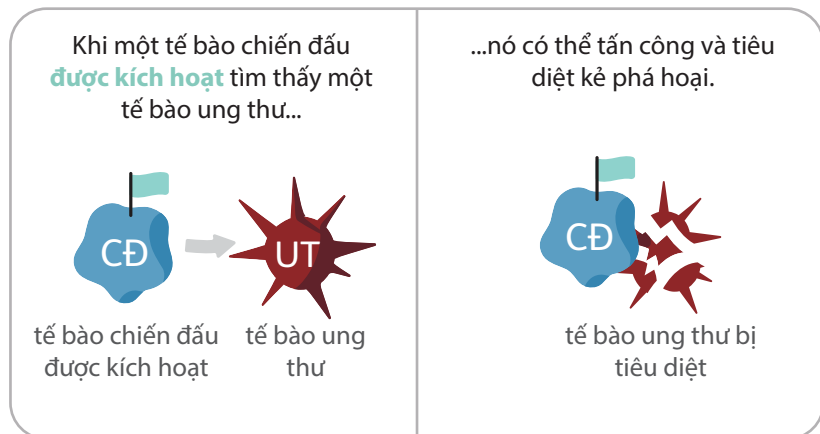 Khi một tế bào chiến đấu
được kích hoạt tìm thấy một
tế bào ung thư...
CĐ
UT
tế bào chiến đấu
được kích hoạt
tế bào ung
thư
...nó có thể tấn công và tiêu
diệt kẻ phá hoại.
CĐ
tế bào ung thư bị
tiêu diệt